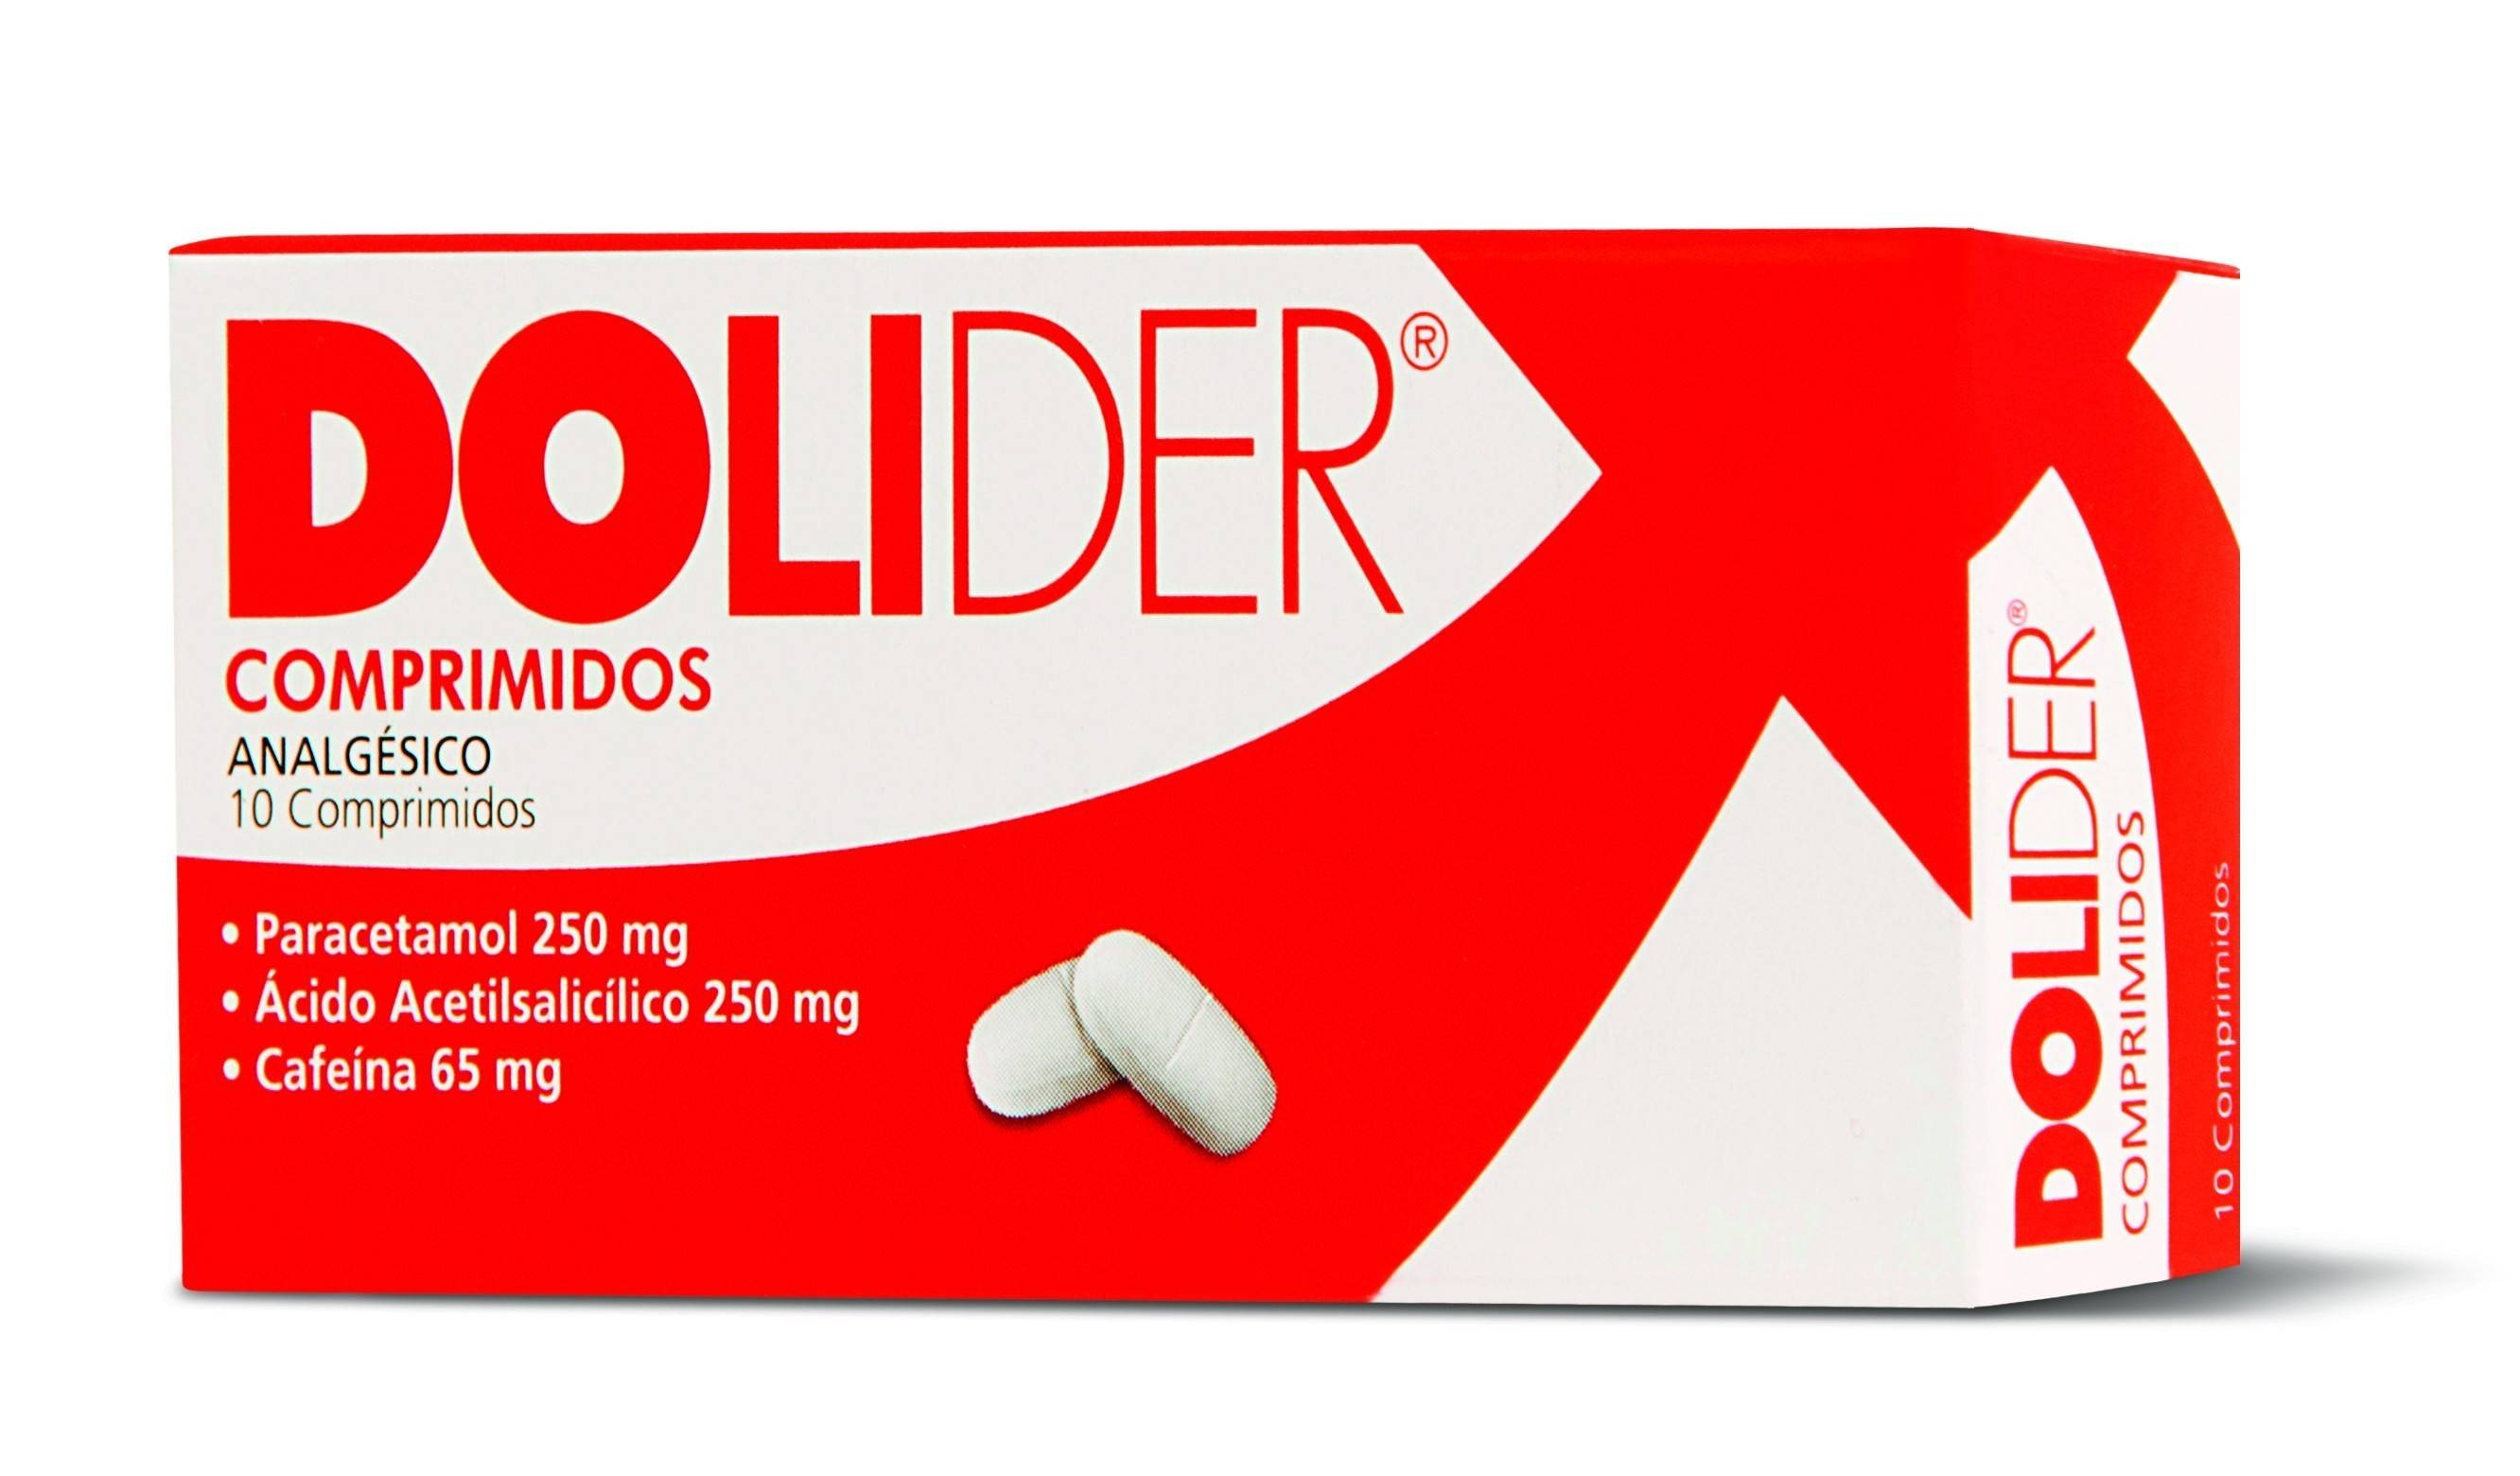 DOLIDER®
COMPRIMIDOS
ANALGÉSICO
10 Comprimidos
• Paracetamol 250 mg
• Ácido Acetilsalicílico 250 mg
• Cafeína 65 mg
DOLIDER®
COMPRIMIDOS
10 Comprimidos